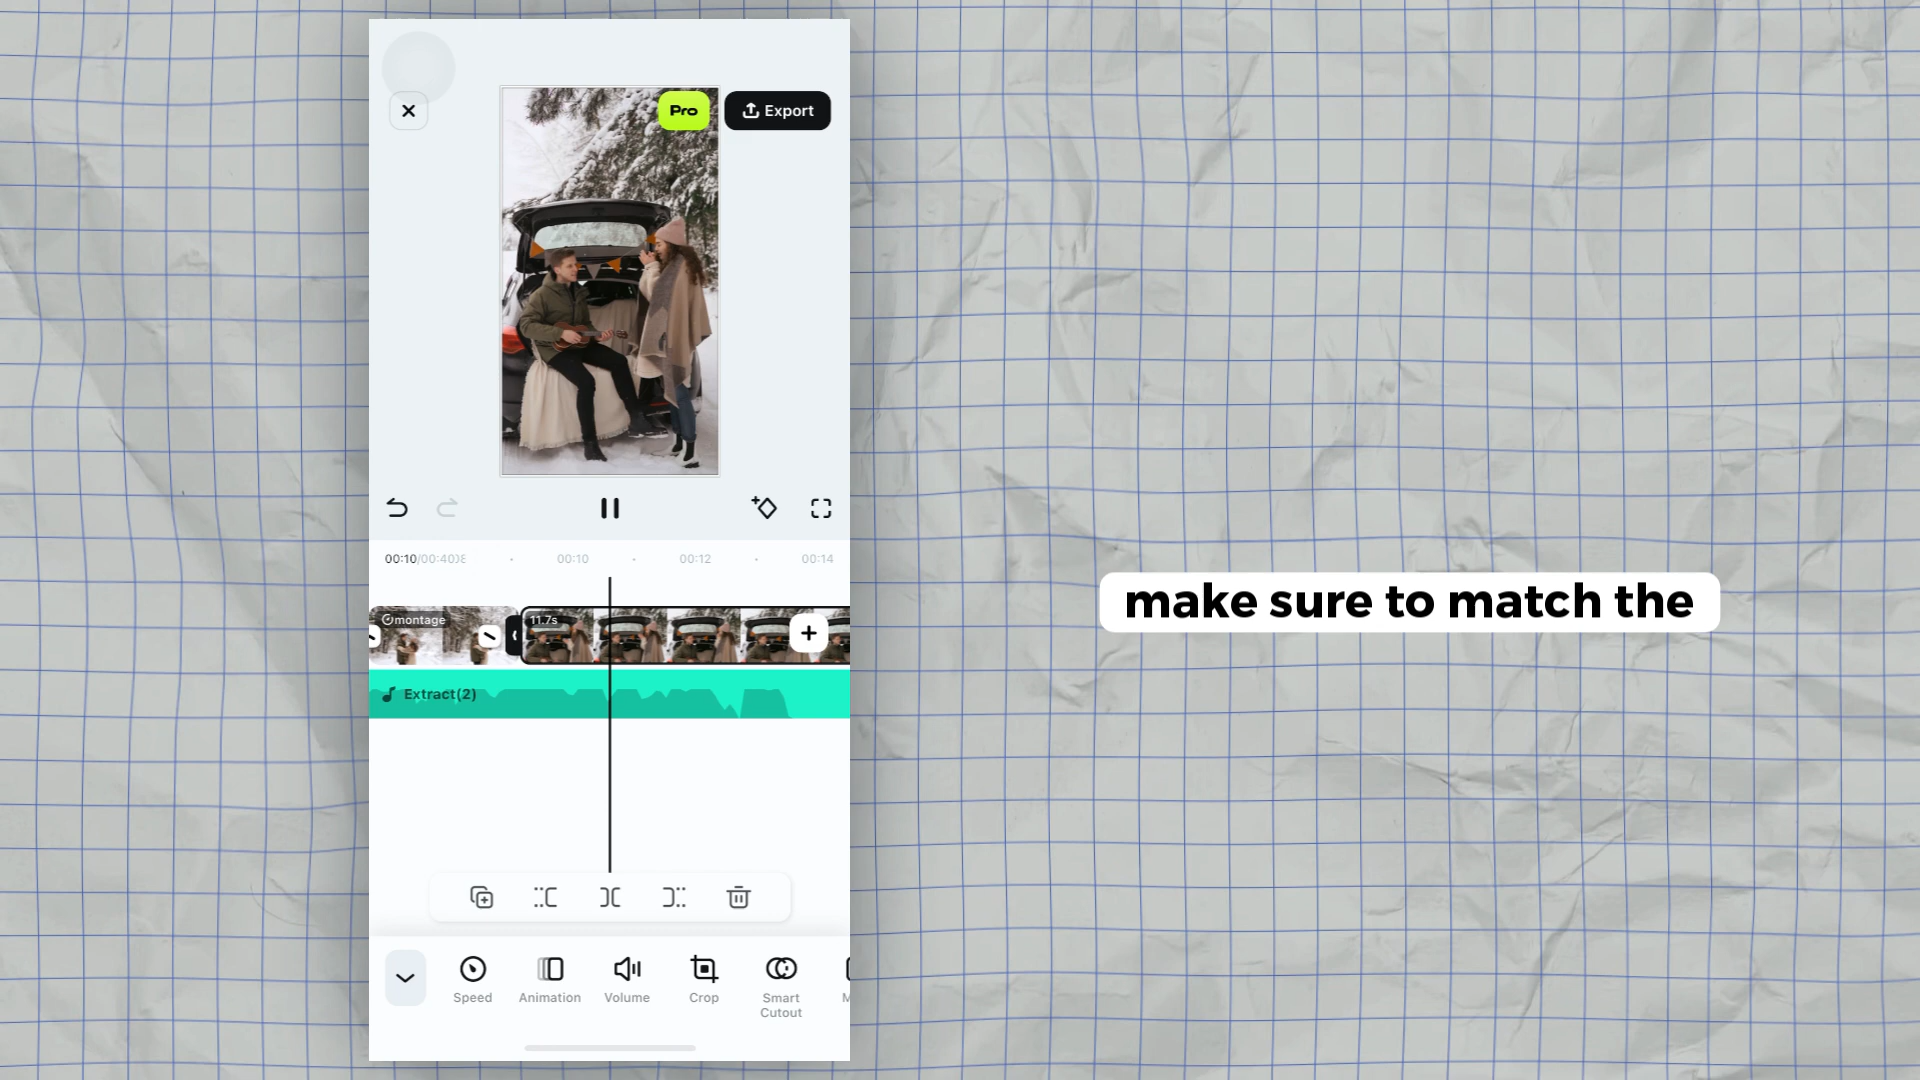 Pro
Export
00:10/00:40
00:10
00:12
00:14
montage
11.7s
Extract(2)
Speed
Animation
Volume
Crop
Smart
Cutout
make sure to match the